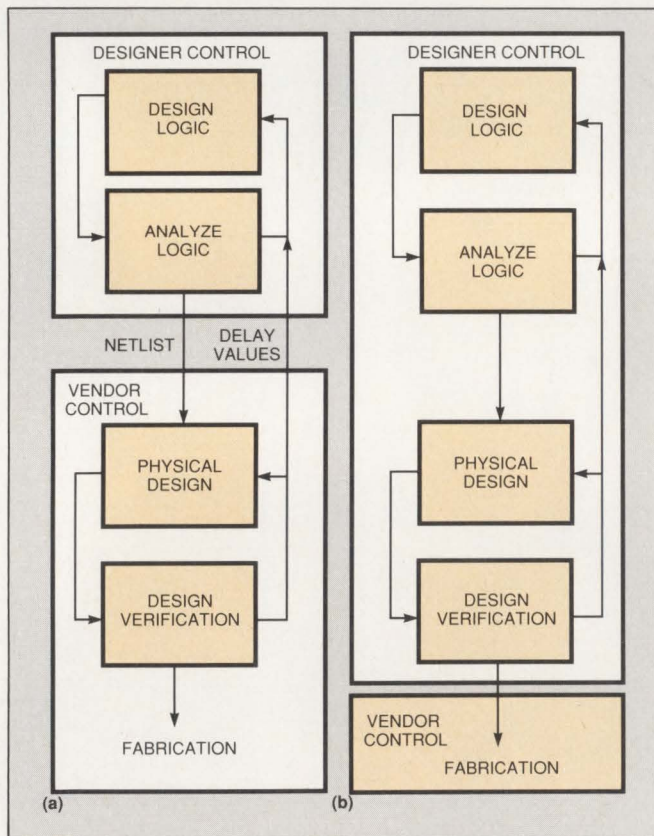 DESIGNER CONTROL
DESIGN
LOGIC
ANALYZE
LOGIC
NETLIST
DELAY
VALUES
VENDOR
CONTROL
PHYSICAL
DESIGN
DESIGN
VERIFICATION
FABRICATION
(a)
DESIGNER CONTROL
DESIGN
LOGIC
ANALYZE
LOGIC
PHYSICAL
DESIGN
DESIGN
VERIFICATION
VENDOR
CONTROL
FABRICATION
(b)